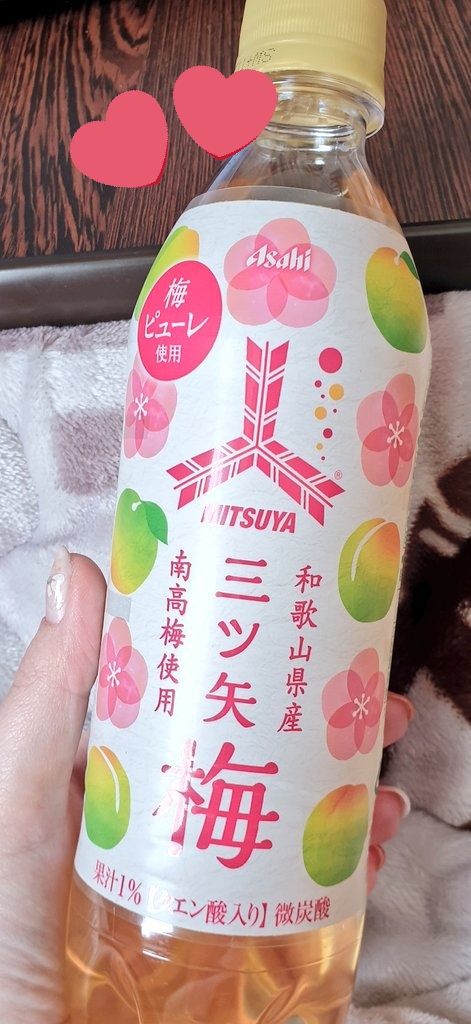 Asahi
梅
ピューレ
使用
MITSUYA
和歌山県産
南高梅使用
三ツ矢
梅
果汁1%【クエン酸入り】微炭酸